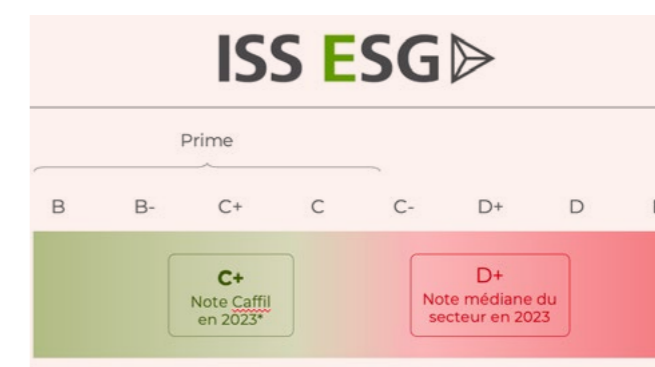 ISS ESG
Prime
B B- C+ C C- D+ D
C+
Note Caffil
en 2023*
D+
Note médiane du
secteur en 2023